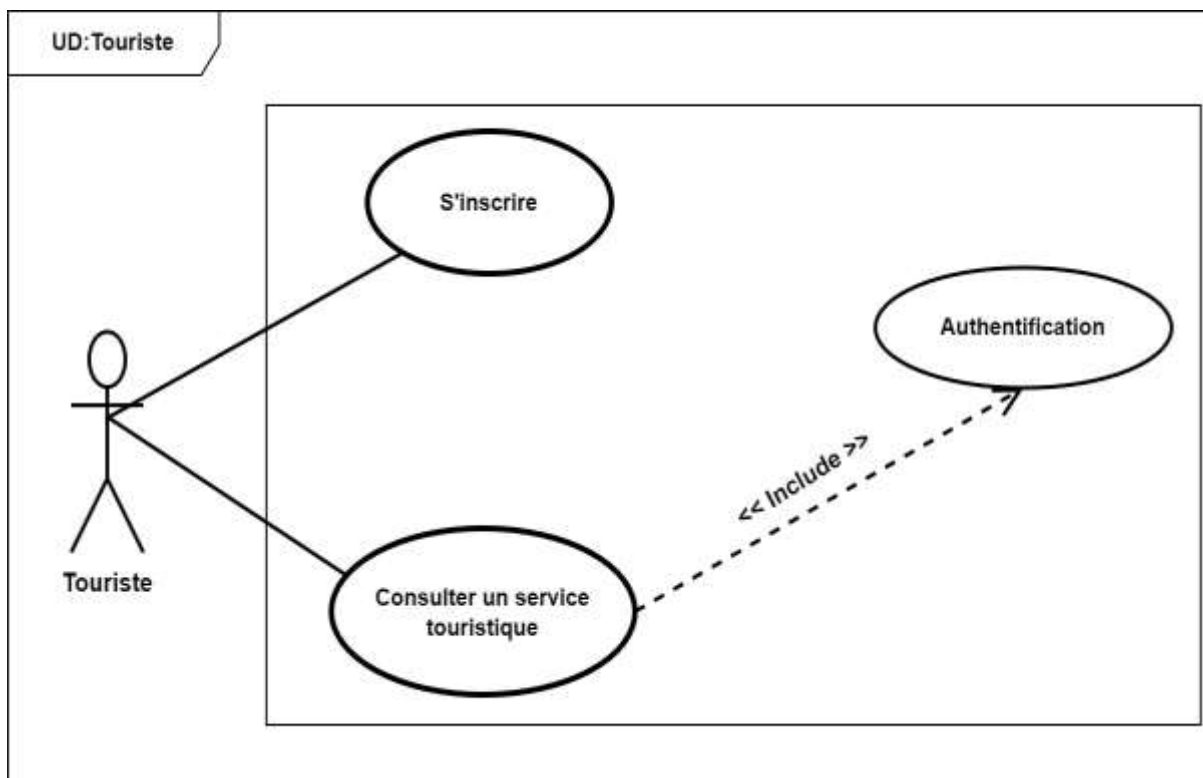 UD:Touriste
S'inscrire
Authentification
<< Include >>
Touriste
Consulter un service
touristique